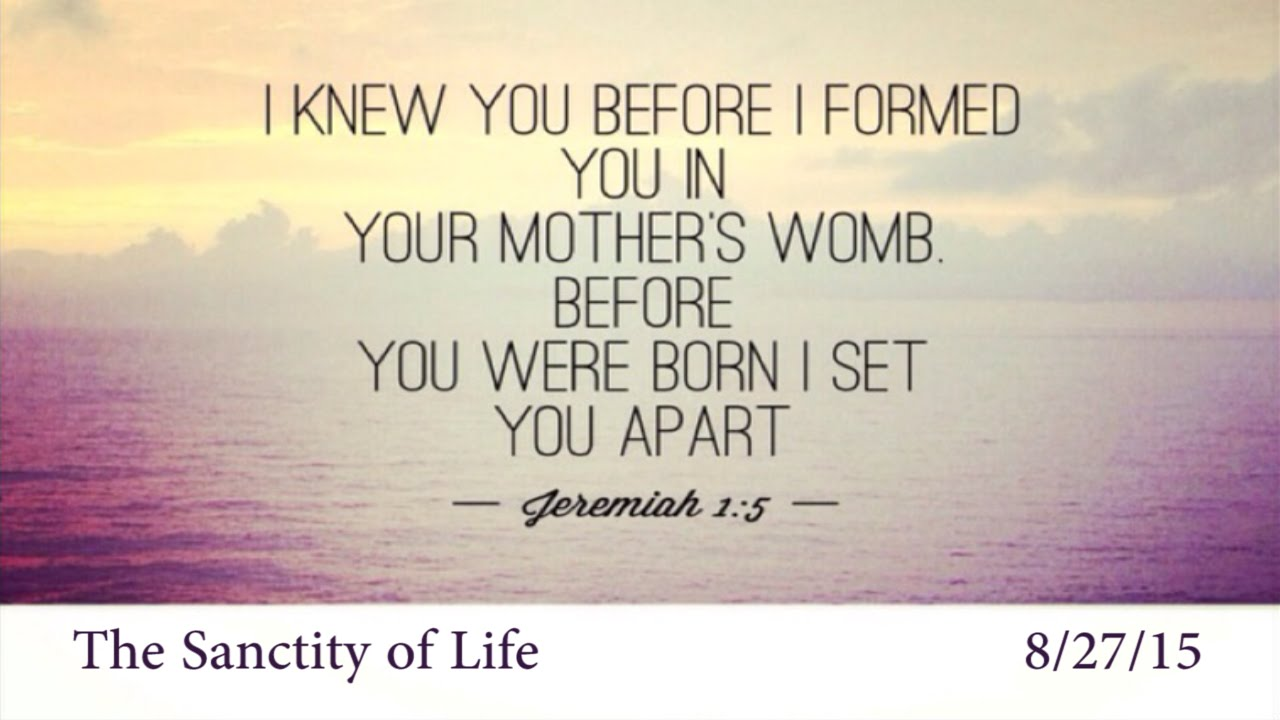 I KNEW YOU BEFORE I FORMED
YOU IN
YOUR MOTHER'S WOMB.
BEFORE
YOU WERE BORN I SET
YOU APART
— Jeremiah 1:5 —
The Sanctity of Life
8/27/15